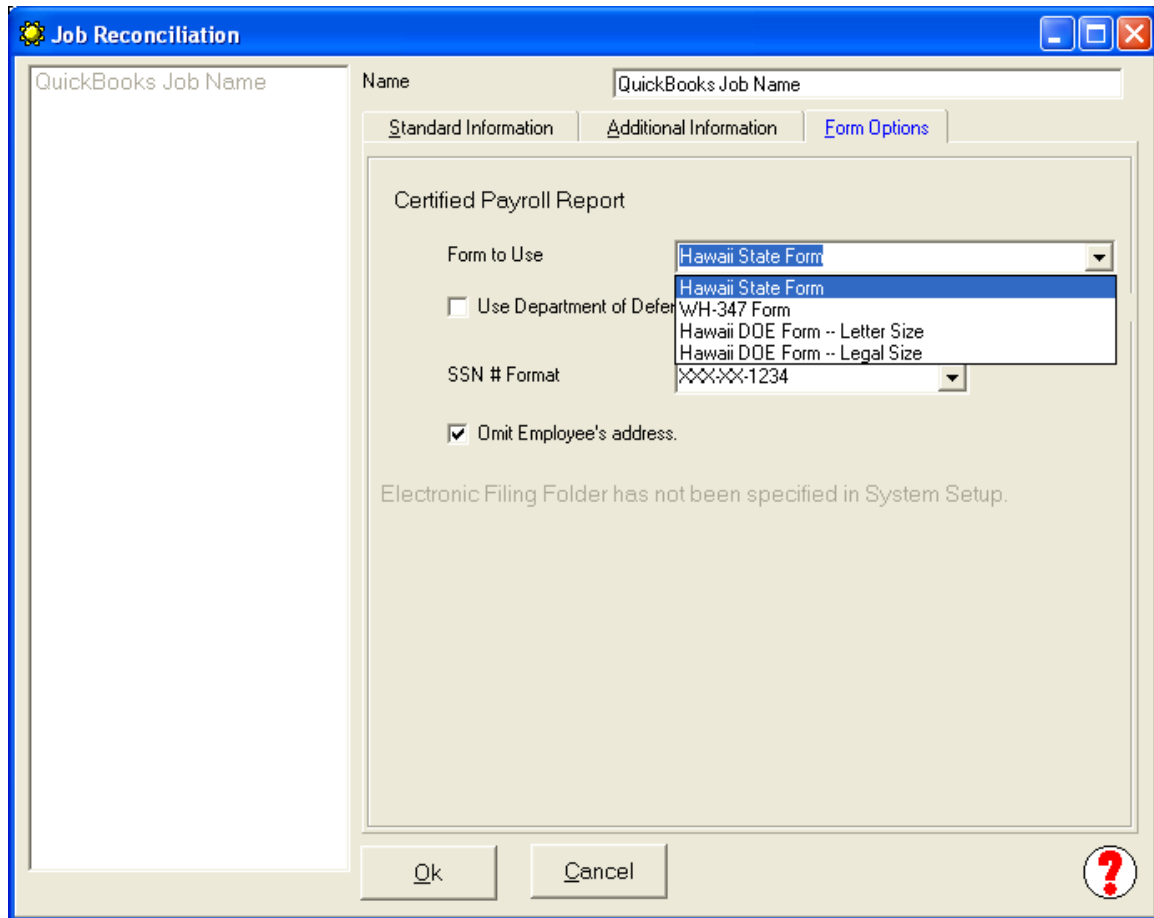 Job Reconciliation
QuickBooks Job Name
Name
QuickBooks Job Name
Standard Information
Additional Information
Form Options
Certified Payroll Report
Form to Use
Hawaii State Form
Hawaii State Form
WH-347 Form
Hawaii DOE Form -- Letter Size
Hawaii DOE Form -- Legal Size
Use Department of Defer
SSN # Format
XXX-XX-1234
Omit Employee's address.
Electronic Filing Folder has not been specified in System Setup.
Ok
Cancel
?